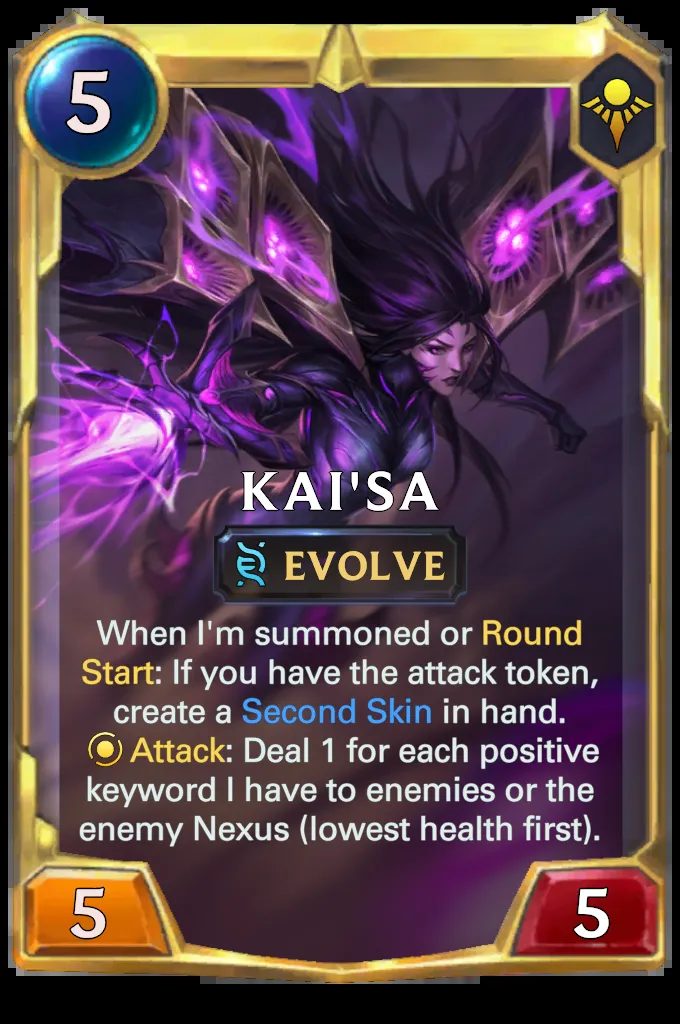 5
KAI'SA
EVOLVE
When I'm summoned or Round
Start: If you have the attack token,
create a Second Skin in hand.
Attack: Deal 1 for each positive
keyword I have to enemies or the
enemy Nexus (lowest health first).
5
5